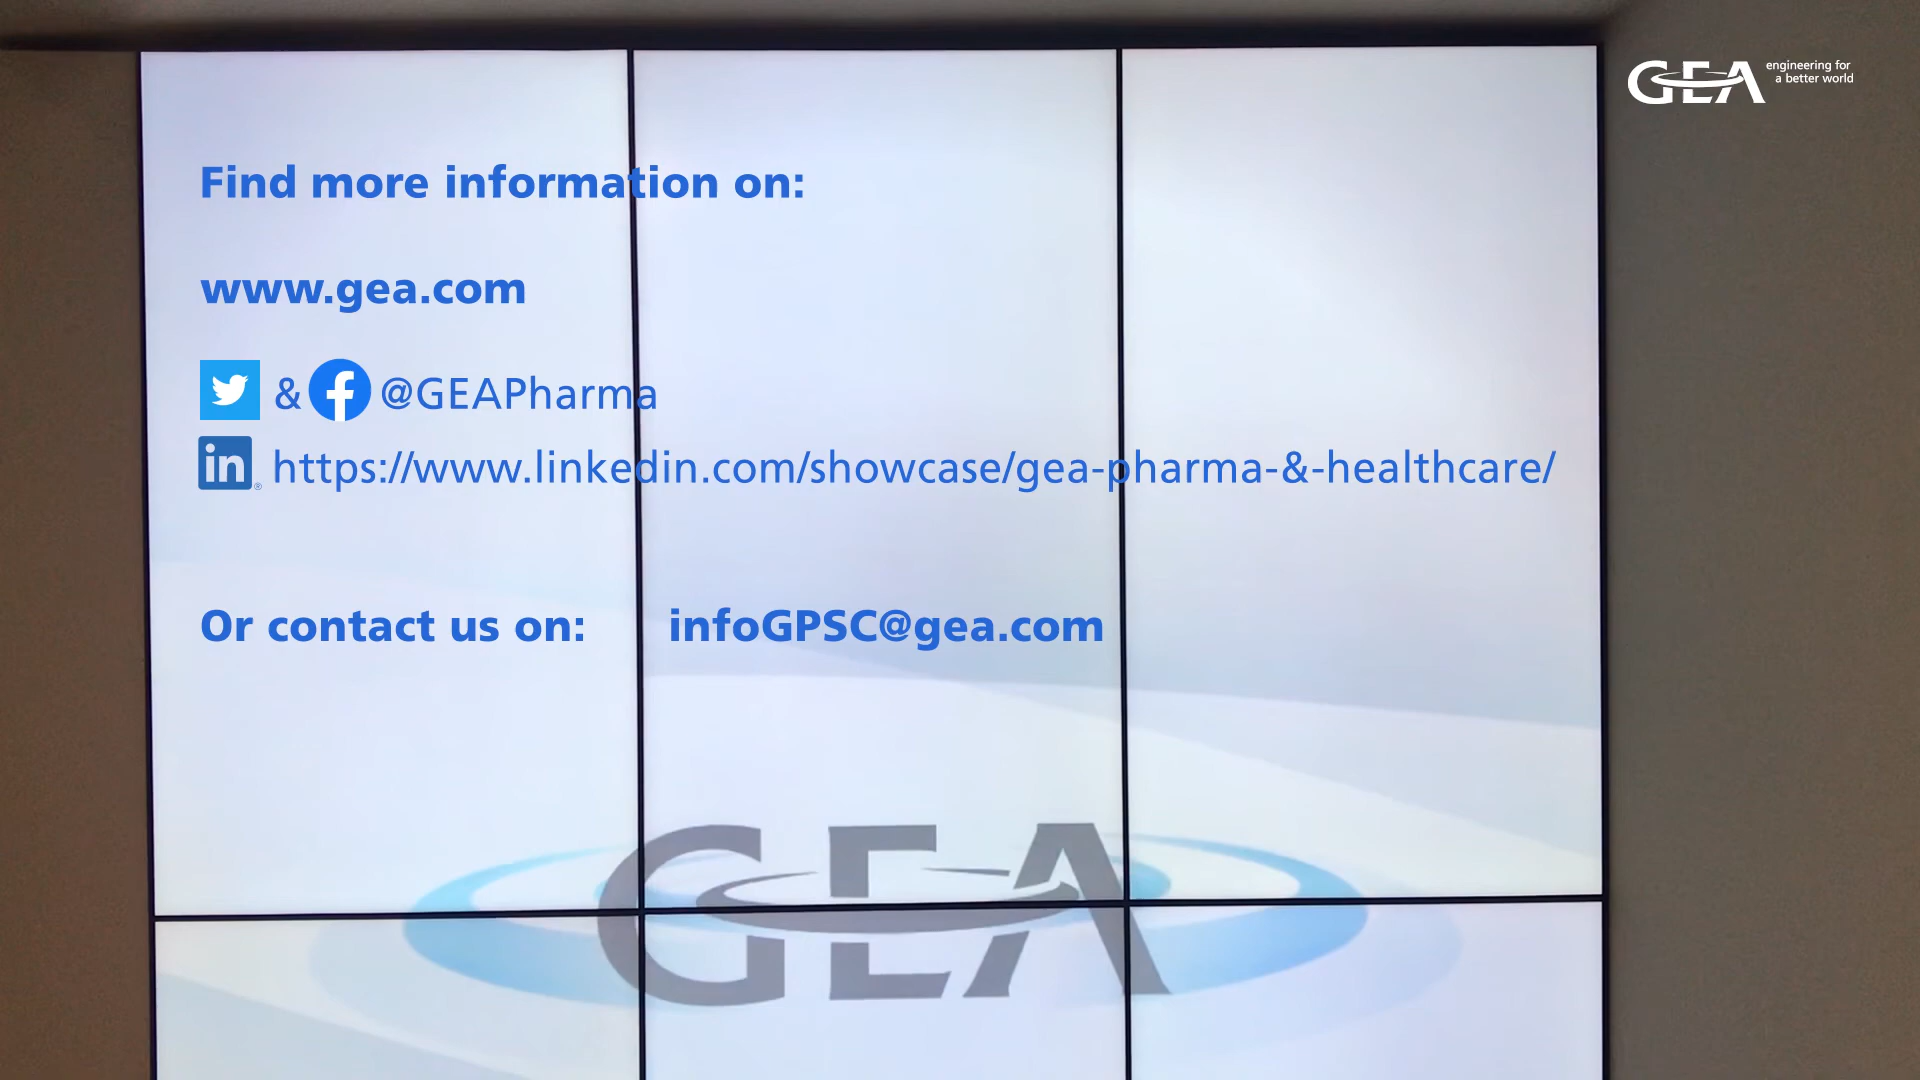 GEA engineering for
a better world
Find more information on:
www.gea.com
& @GEAPharma
in® https://www.linkedin.com/showcase/gea-pharma-&-healthcare/
Or contact us on: infoGPSC@gea.com
GEA